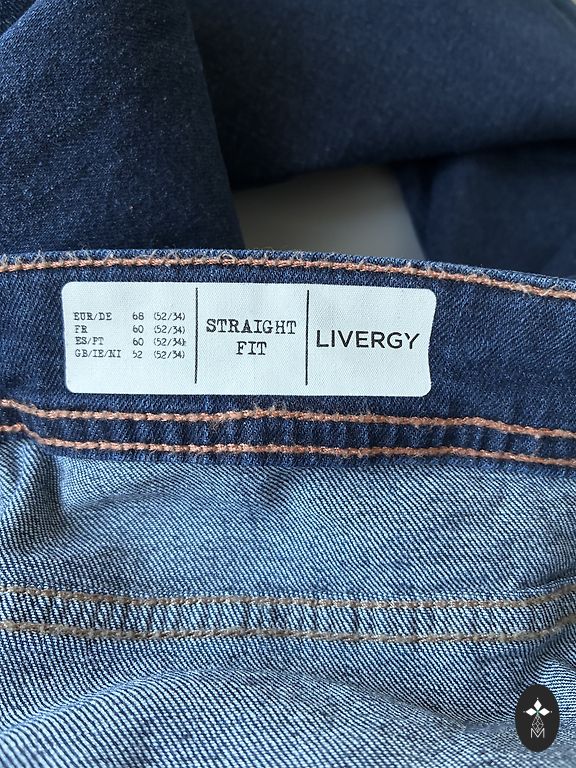 EUR/DE 68 (52/34)
FR 60 (52/34)
ES/PT 60 (52/34)
GB/IE/NI 52 (52/34)
STRAIGHT
FIT
LIVERGY
M